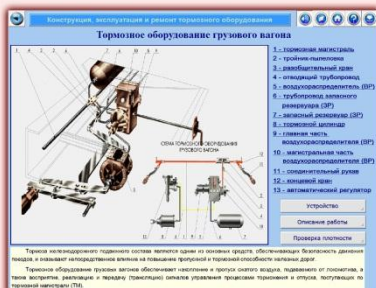 Конструкция, эксплуатация и ремонт тормозного оборудования
Тормозное оборудование грузового вагона
1 - тормозная магистраль
2 - тройник-пылеловка
3 - разобщительный кран
4 - отводящий трубопровод
5 - воздухораспределитель (ВР)
6 - трубопровод запасного
резервуара (ЗР)
7 - запасный резервуар (ЗР)
8 - тормозной цилиндр
9 - главная часть
воздухораспределителя (ВР)
10 - магистральная часть
воздухораспределителя (ВР)
11 - соединительный рукав
12 - концевой кран
13 - автоматический регулятор
СХЕМА ТОРМОЗНОГО ОБОРУДОВАНИЯ
ГРУЗОВОГО ВАГОНА
Устройство
Описание работы
Проверка плотности
Тормоза железнодорожного подвижного состава являются одним из основных средств, обеспечивающих безопасность движения
поездов, и оказывают непосредственное влияние на повышение пропускной и тормозной способности железных дорог.
Тормозное оборудование грузовых вагонов обеспечивает накопление и пропуск сжатого воздуха, подаваемого от локомотива, а
также восприятие, реализацию и передачу (трансляцию) сигналов управления процессами торможения и отпуска, поступающих по
тормозной магистрали (ТМ).